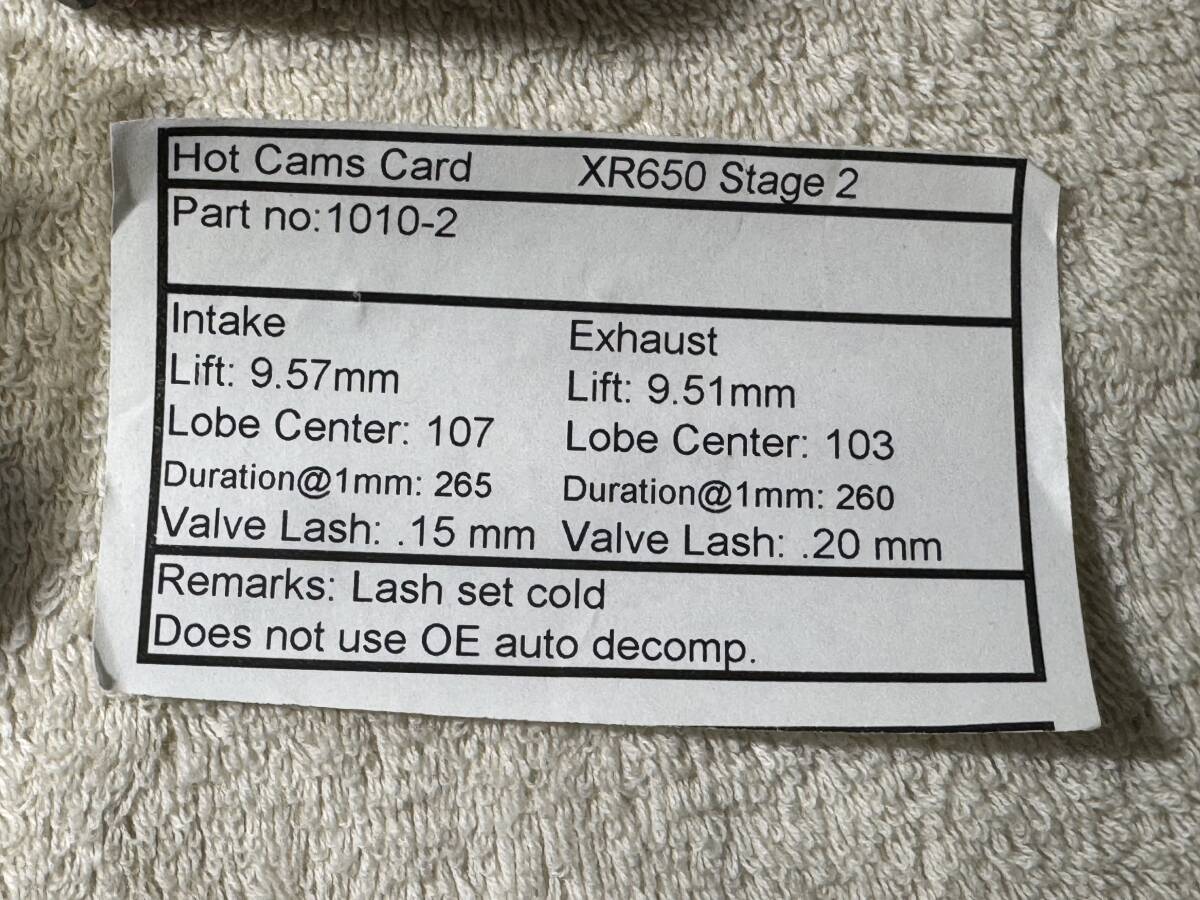 Hot Cams Card XR650 Stage 2
Part no:1010-2
Intake Exhaust
Lift: 9.57mm Lift: 9.51mm
Lobe Center: 107 Lobe Center: 103
Duration@1mm: 265 Duration@1mm: 260
Valve Lash: .15 mm Valve Lash: .20 mm
Remarks: Lash set cold
Does not use OE auto decomp.